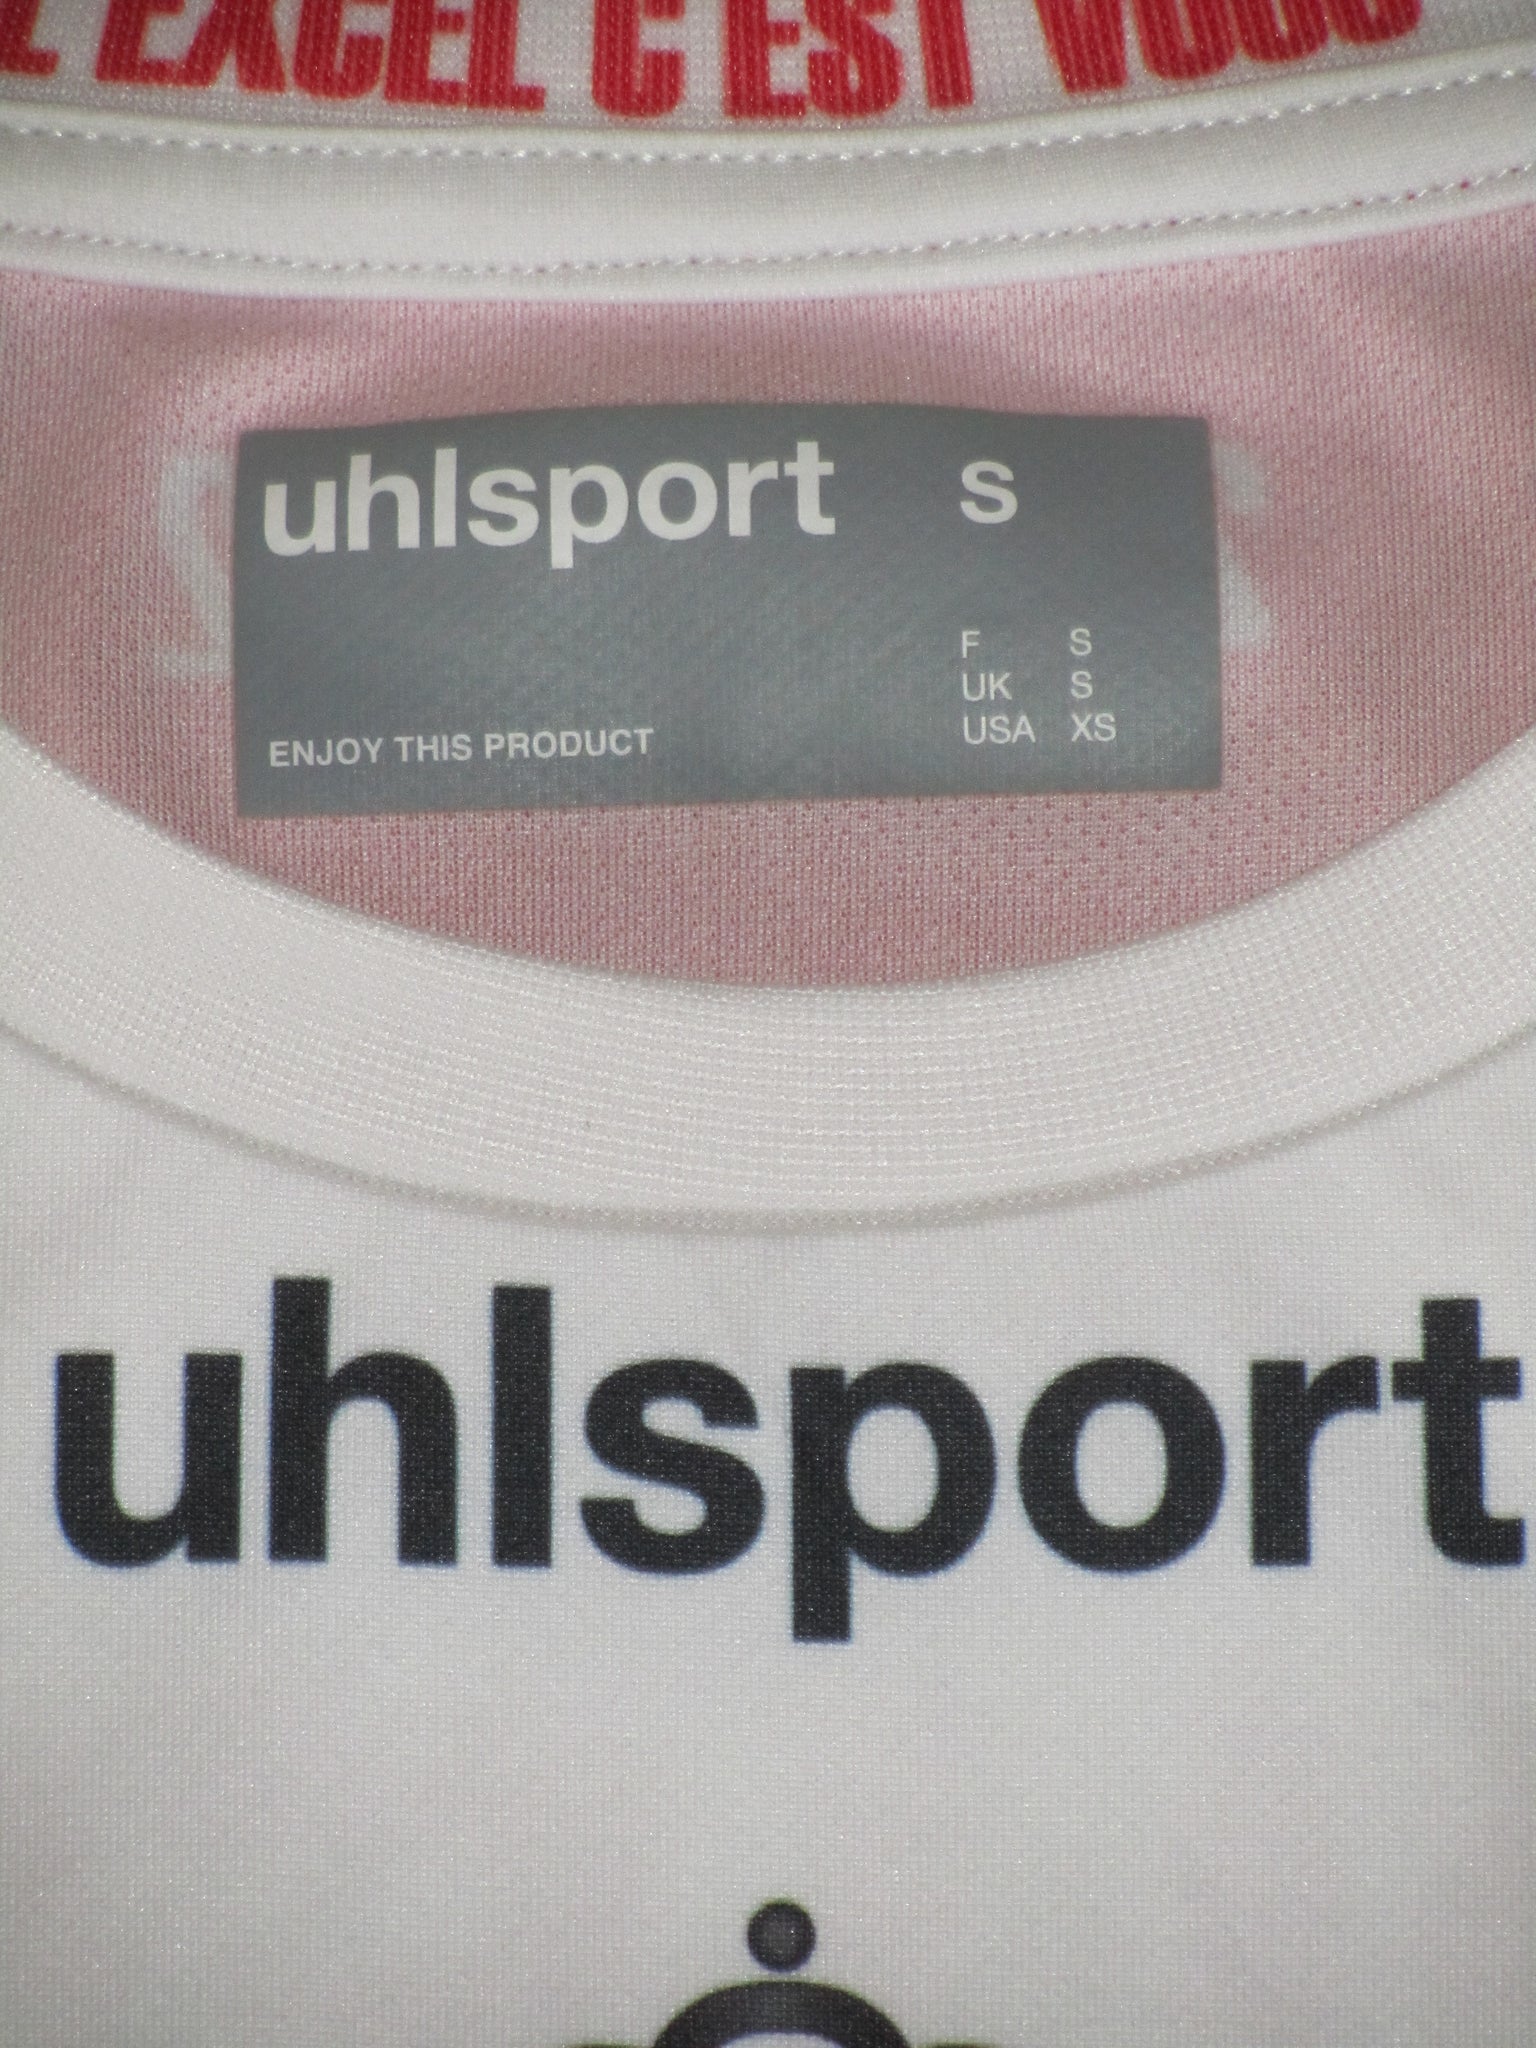 L'EXCEL C'EST VOUS
uhlsport S
F S
UK S
USA XS
ENJOY THIS PRODUCT
uhlsport